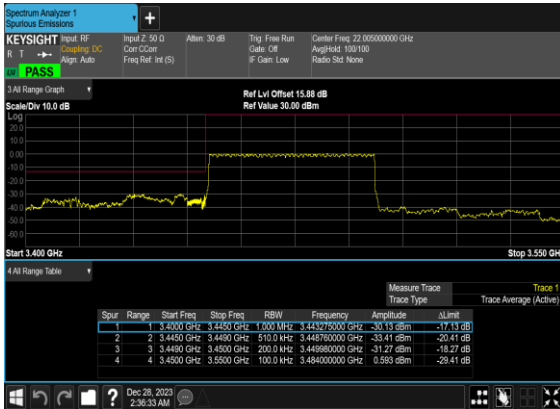 Spectrum Analyzer 1
Spurious Emissions
+
KEYSIGHT
R T
LXI PASS
Input: RF
Coupling: DC
Align: Auto
Input Z: 50 Ω
Corr CCorr
Freq Ref: Int (S)
Atten: 30 dB
Trig: Free Run
Gate: Off
IF Gain: Low
Center Freq: 22.005000000 GHz
Avg|Hold: 100/100
Radio Std: None
3 All Range Graph
Scale/Div 10.0 dB
Ref Lvl Offset 15.88 dB
Ref Value 30.00 dBm
Log
20.0
10.0
0.00
-10.0
-20.0
-30.0
-40.0
-50.0
-60.0
Start 3.400 GHz
Stop 3.550 GH
4 All Range Table
Measure Trace Trace 1
Trace Type Trace Average (Active)
Spur Range Start Freq Stop Freq RBW Frequency Amplitude ΔLimit
1 1 3.4000 GHz 3.4450 GHz 1.000 MHz 3.443275000 GHz -30.13 dBm -17.13 dB
2 2 3.4450 GHz 3.4490 GHz 510.0 kHz 3.448760000 GHz -33.41 dBm -20.41 dB
3 3 3.4490 GHz 3.4500 GHz 200.0 kHz 3.449980000 GHz -31.27 dBm -18.27 dB
4 4 3.4500 GHz 3.5500 GHz 100.0 kHz 3.484000000 GHz 0.593 dBm -29.41 dB
?
Dec 28, 2023
2:36:33 AM